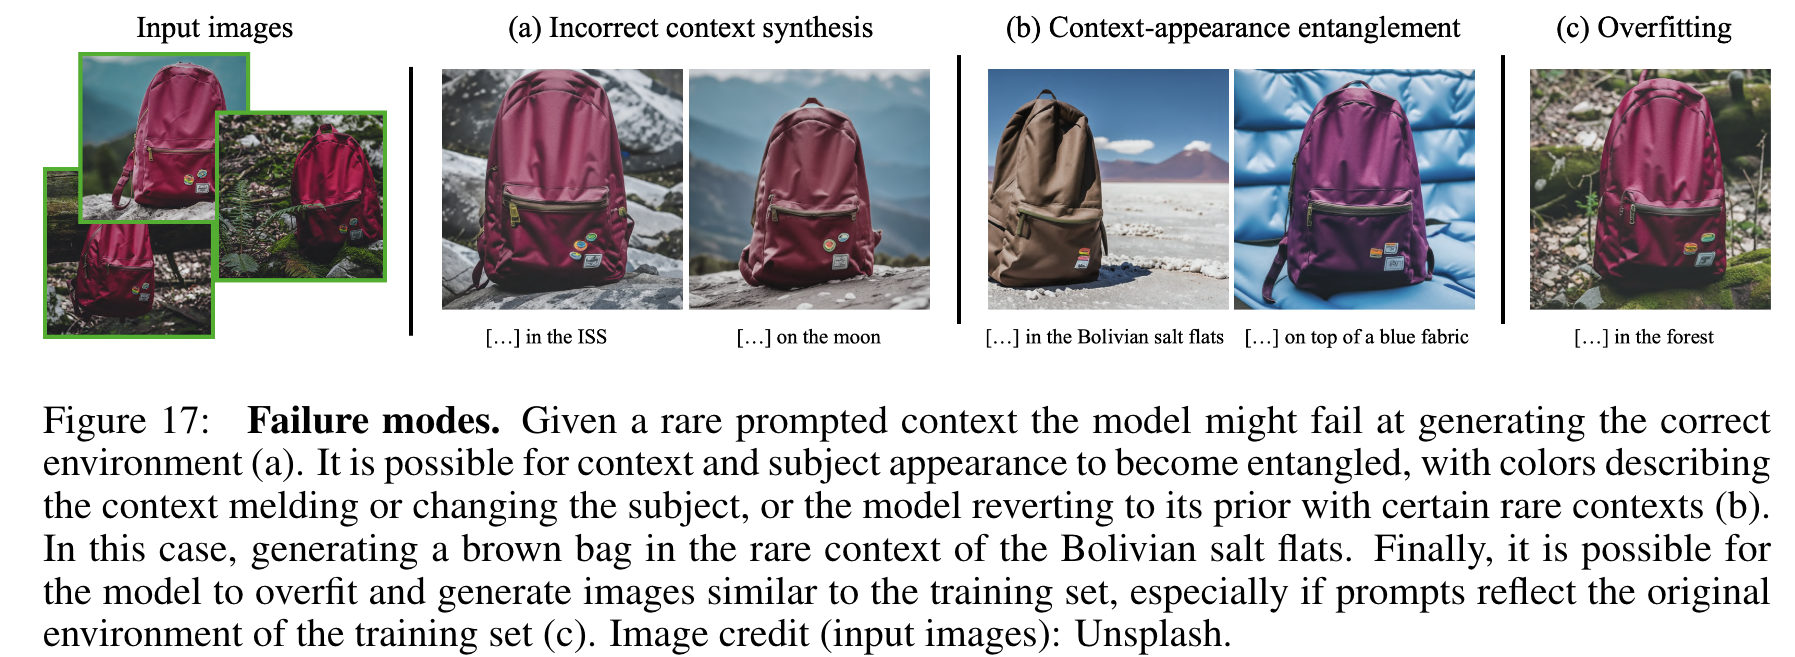 Input images
(a) Incorrect context synthesis
(b) Context-appearance entanglement
(c) Overfitting
[…] in the ISS
[…] on the moon
[…] in the Bolivian salt flats
[…] on top of a blue fabric
[…] in the forest
Figure 17: Failure modes. Given a rare prompted context the model might fail at generating the correct
environment (a). It is possible for context and subject appearance to become entangled, with colors describing
the context melding or changing the subject, or the model reverting to its prior with certain rare contexts (b).
In this case, generating a brown bag in the rare context of the Bolivian salt flats. Finally, it is possible for
the model to overfit and generate images similar to the training set, especially if prompts reflect the original
environment of the training set (c). Image credit (input images): Unsplash.